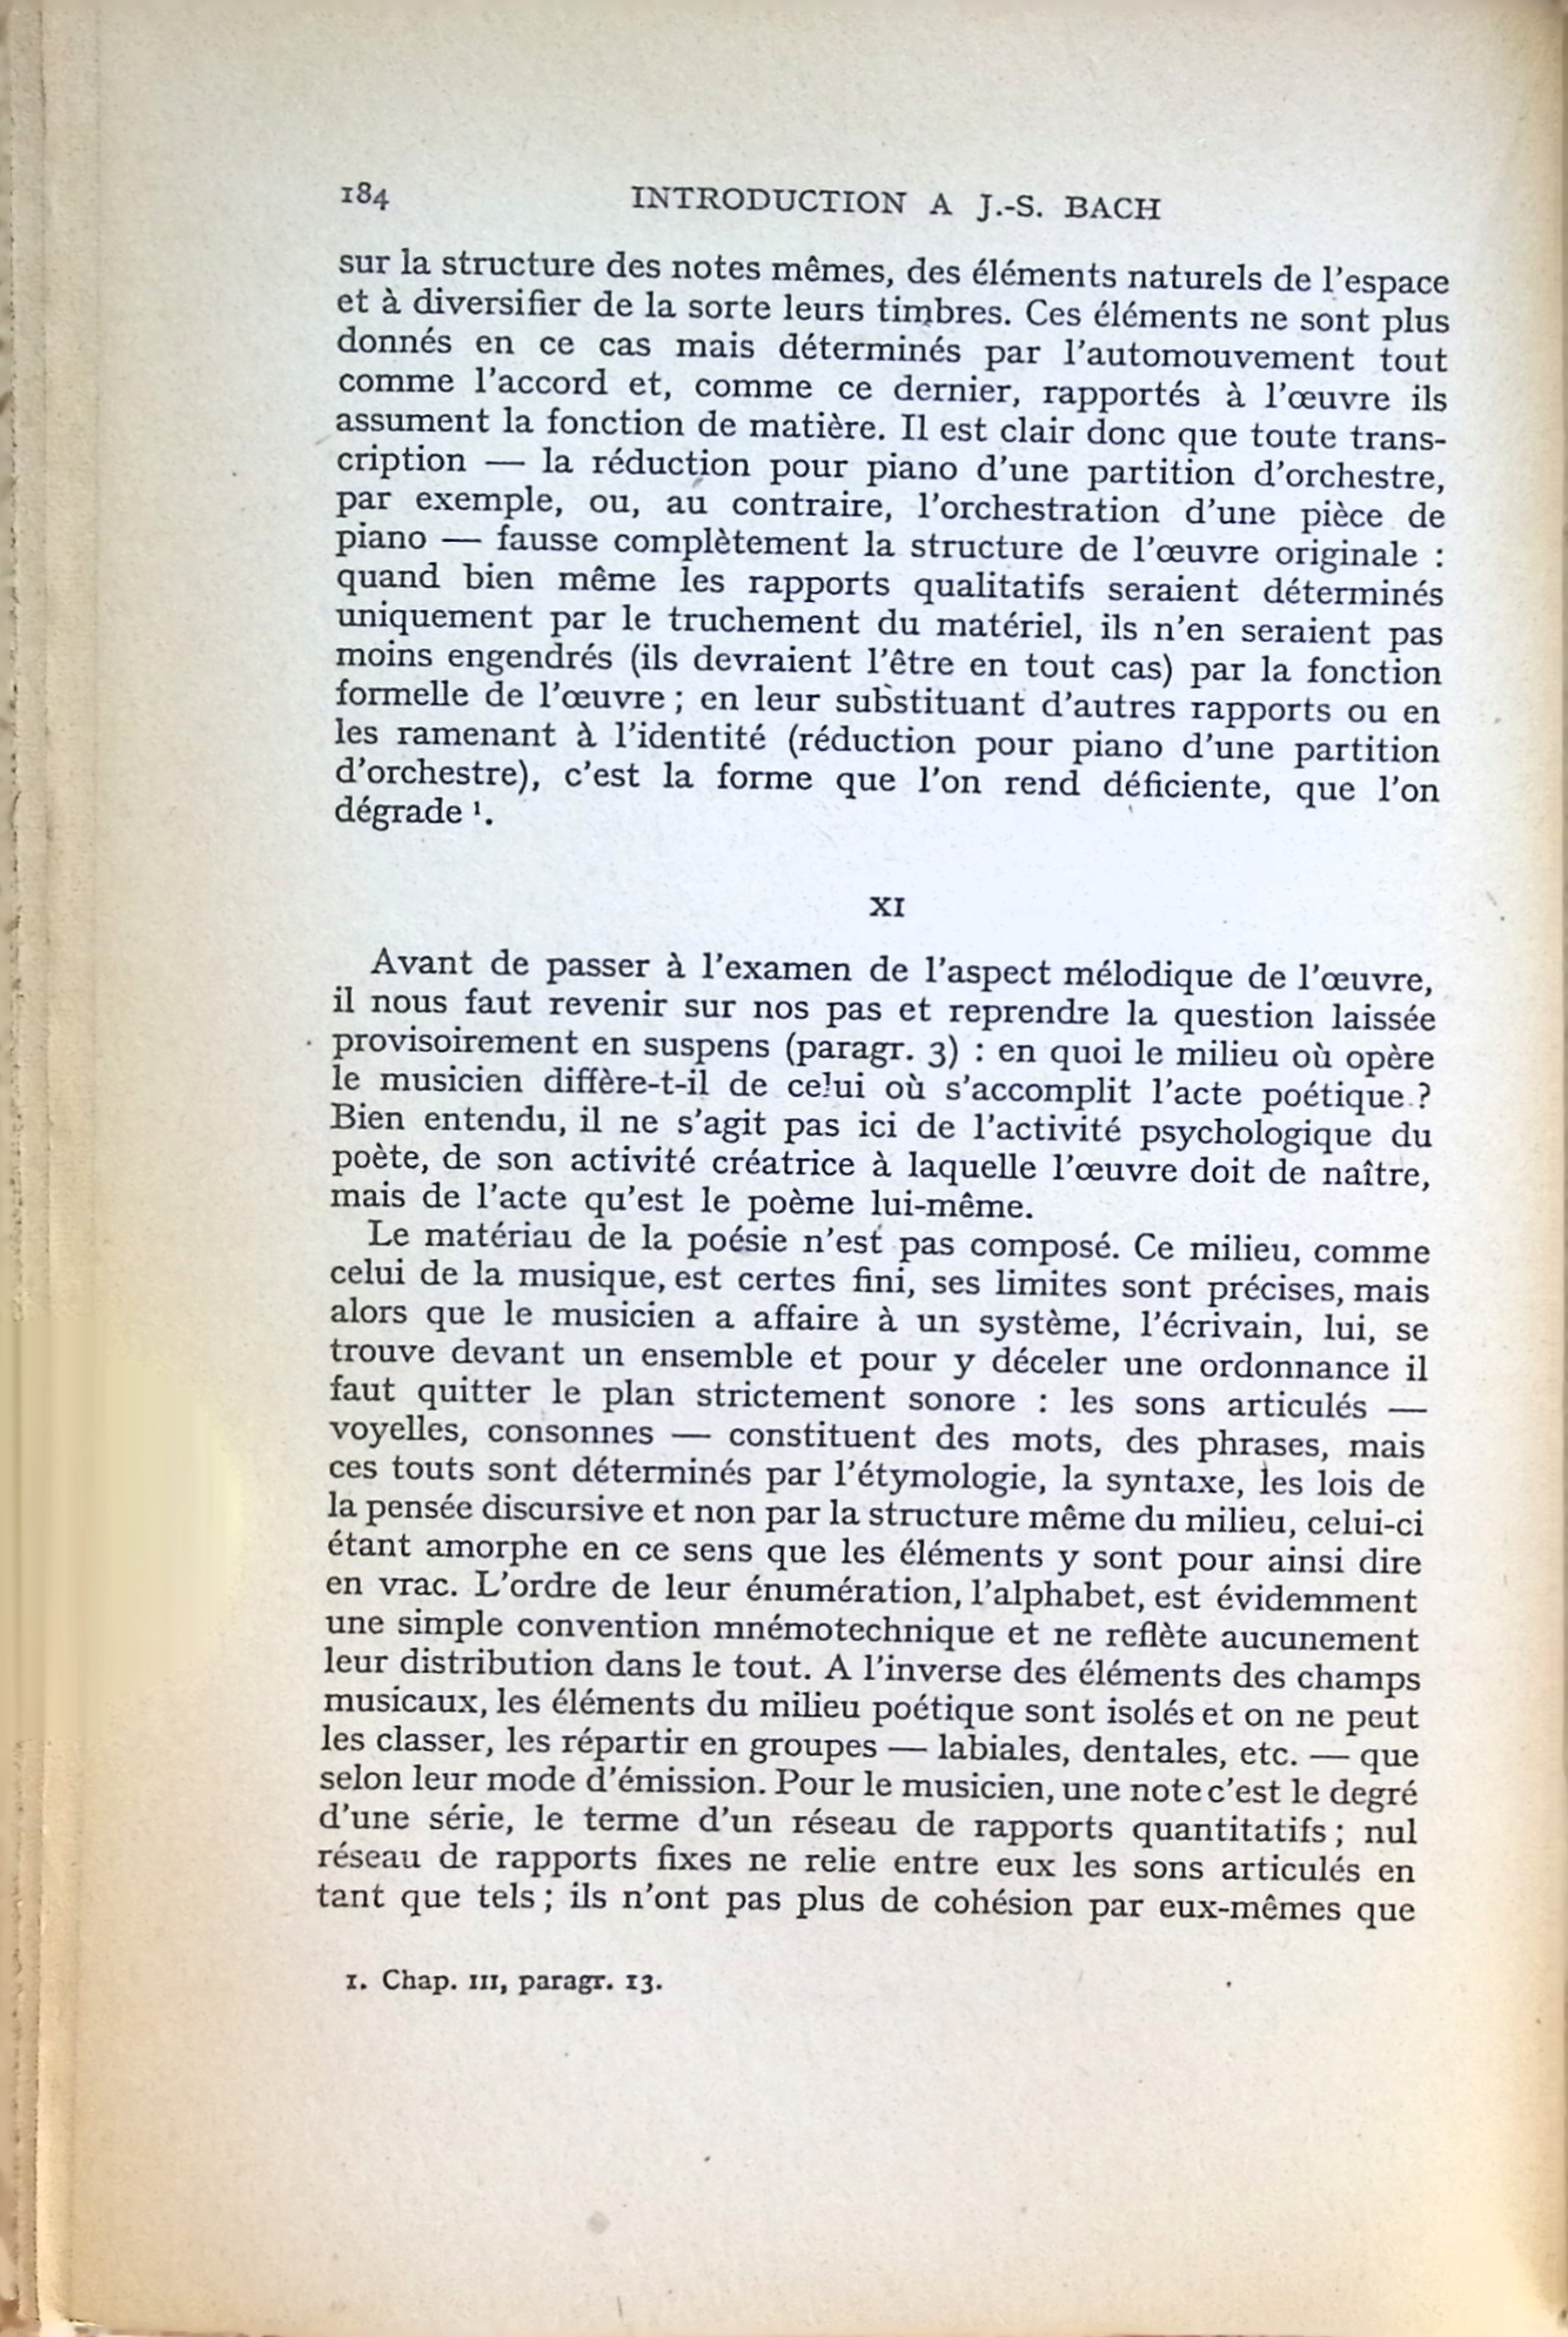 184 INTRODUCTION A J.-S. BACH
sur la structure des notes mêmes, des éléments naturels de l'espace
et à diversifier de la sorte leurs timbres. Ces éléments ne sont plus
donnés en ce cas mais déterminés par l'automouvement tout
comme l'accord et, comme ce dernier, rapportés à l'œuvre ils
assument la fonction de matière. Il est clair donc que toute trans-
cription — la réduction pour piano d'une partition d'orchestre,
par exemple, ou, au contraire, l'orchestration d'une pièce de
piano — fausse complètement la structure de l'œuvre originale :
quand bien même les rapports qualitatifs seraient déterminés
uniquement par le truchement du matériel, ils n'en seraient pas
moins engendrés (ils devraient l'être en tout cas) par la fonction
formelle de l'œuvre ; en leur substituant d'autres rapports ou en
les ramenant à l'identité (réduction pour piano d'une partition
d'orchestre), c'est la forme que l'on rend déficiente, que l'on
dégrade ¹.
XI
Avant de passer à l'examen de l'aspect mélodique de l'œuvre,
il nous faut revenir sur nos pas et reprendre la question laissée
provisoirement en suspens (paragr. 3) : en quoi le milieu où opère
le musicien diffère-t-il de celui où s'accomplit l'acte poétique ?
Bien entendu, il ne s'agit pas ici de l'activité psychologique du
poète, de son activité créatrice à laquelle l'œuvre doit de naître,
mais de l'acte qu'est le poème lui-même.
Le matériau de la poésie n'est pas composé. Ce milieu, comme
celui de la musique, est certes fini, ses limites sont précises, mais
alors que le musicien a affaire à un système, l'écrivain, lui, se
trouve devant un ensemble et pour y déceler une ordonnance il
faut quitter le plan strictement sonore : les sons articulés —
voyelles, consonnes — constituent des mots, des phrases, mais
ces touts sont déterminés par l'étymologie, la syntaxe, les lois de
la pensée discursive et non par la structure même du milieu, celui-ci
étant amorphe en ce sens que les éléments y sont pour ainsi dire
en vrac. L'ordre de leur énumération, l'alphabet, est évidemment
une simple convention mnémotechnique et ne reflète aucunement
leur distribution dans le tout. A l'inverse des éléments des champs
musicaux, les éléments du milieu poétique sont isolés et on ne peut
les classer, les répartir en groupes — labiales, dentales, etc. — que
selon leur mode d'émission. Pour le musicien, une note c'est le degré
d'une série, le terme d'un réseau de rapports quantitatifs ; nul
réseau de rapports fixes ne relie entre eux les sons articulés en
tant que tels ; ils n'ont pas plus de cohésion par eux-mêmes que
1. Chap. III, paragr. 13.